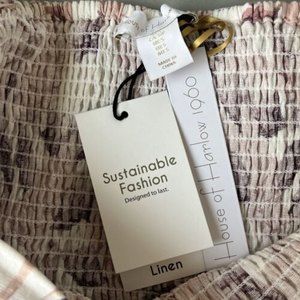 MADE IN
CHINA
Sustainable
Fashion
Designed to last.
House of Harlow 1960
Linen